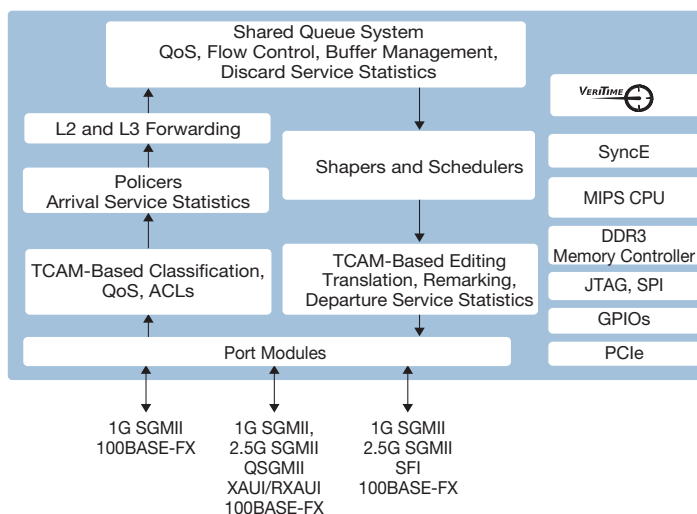 Shared Queue System
QoS, Flow Control, Buffer Management,
Discard Service Statistics
L2 and L3 Forwarding
Policers
Arrival Service Statistics
TCAM-Based Classification,
QoS, ACLs
Shapers and Schedulers
TCAM-Based Editing
Translation, Remarking,
Departure Service Statistics
Port Modules
VERITIME
SyncE
MIPS CPU
DDR3
Memory Controller
JTAG, SPI
GPIOs
PCIe
1G SGMII
100BASE-FX
1G SGMII,
2.5G SGMII
QSGMII
XAUI/RXAUI
100BASE-FX
1G SGMII
2.5G SGMII
SFI
100BASE-FX